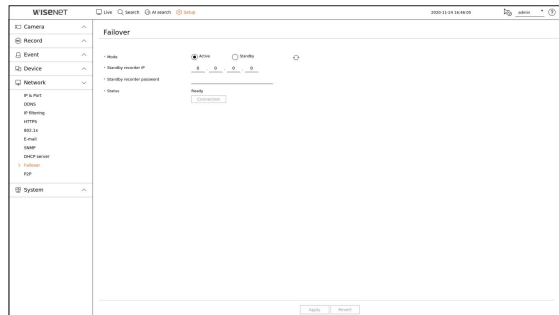 WISENET Live Search AI search Setup 2020-11-24 16:46:05 admin
Camera
Record
Event
Device
Network
IP & Port
DDNS
IP filtering
HTTPS
802.1x
E-mail
SNMP
DHCP server
Failover
P2P
System
Failover
Mode Active Standby
Standby recorder IP 0 . 0 . 0 . 0
Standby recorder password
Status Ready
Connection
Apply Revert